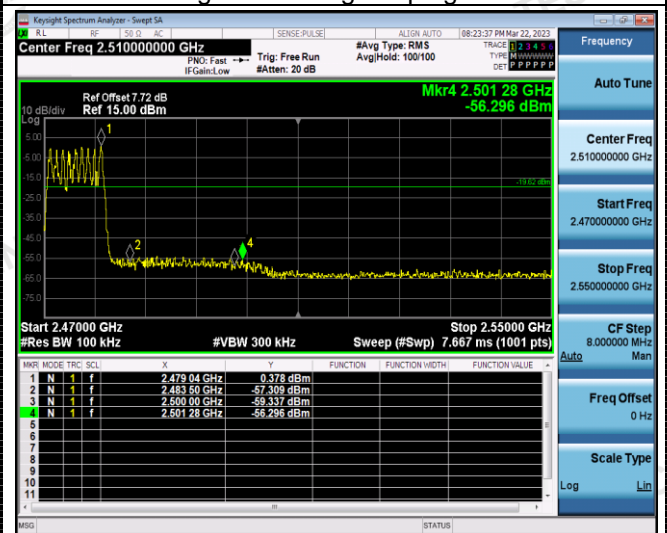 Keysight Spectrum Analyzer - Swept SA
RL RF 50 Ω AC SENSE:PULSE ALIGN AUTO 08:23:37 PM Mar 22, 2023
Center Freq 2.510000000 GHz #Avg Type: RMS TRACE 1 2 3 4 5 6 Frequency
PNO: Fast Trig: Free Run Avg|Hold: 100/100 TYPE M WWWWW
IFGain:Low #Atten: 20 dB DET P P P P P P
Auto Tune
Mkr4 2.501 28 GHz
Ref Offset 7.72 dB
10 dB/div Ref 15.00 dBm -56.296 dBm
Log
5.00
-5.00
-15.0
-25.0
-35.0
-45.0
-55.0
-65.0
-75.0
1
2
4
-19.62 dBm
Center Freq
2.510000000 GHz
Start Freq
2.470000000 GHz
Stop Freq
2.550000000 GHz
Start 2.47000 GHz Stop 2.55000 GHz
#Res BW 100 kHz #VBW 300 kHz Sweep (#Swp) 7.667 ms (1001 pts)
CF Step
8.000000 MHz
Auto Man
MKR MODE TRC SCL X Y FUNCTION FUNCTION WIDTH FUNCTION VALUE
1 N 1 f 2.479 04 GHz 0.378 dBm
2 N 1 f 2.483 50 GHz -57.309 dBm
3 N 1 f 2.500 00 GHz -59.337 dBm
4 N 1 f 2.501 28 GHz -56.296 dBm
5
6
7
8
9
10
11
Freq Offset
0 Hz
Scale Type
Log Lin
MSG STATUS